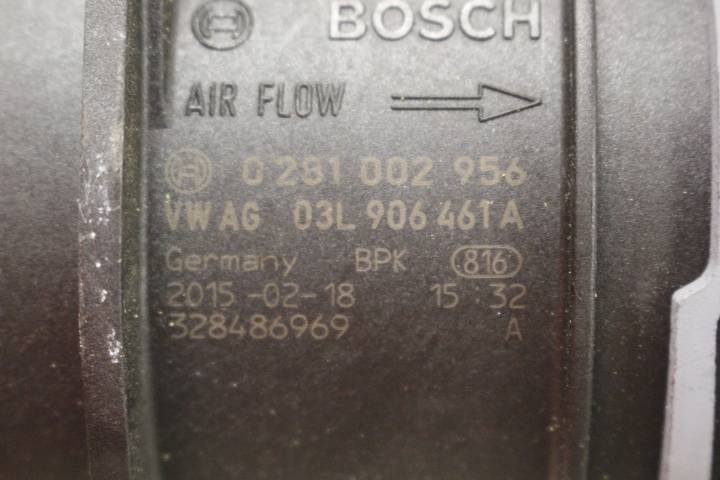 BOSCH
AIR FLOW
0 281 002 956
VW AG 03L 906 461 A
Germany BPK 816
2015-02-18 15 32
328486969 A